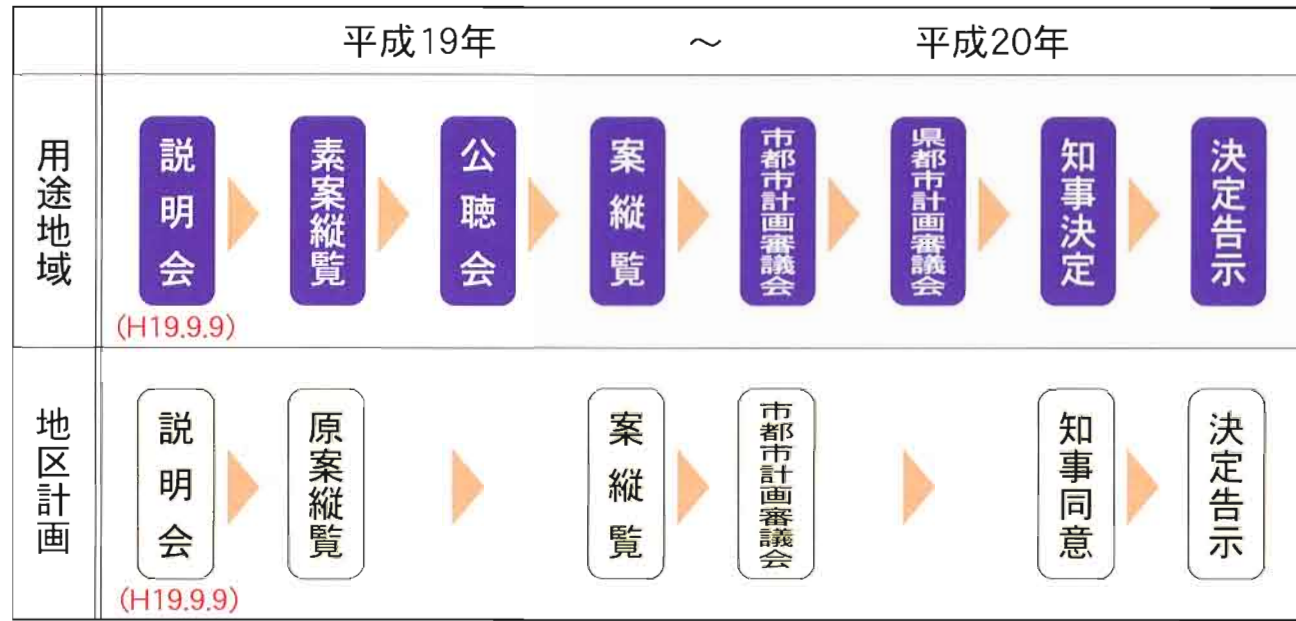 平成19年 ～ 平成20年
用途地域
説明会
素案縦覧
公聴会
案縦覧
市都市計画審議会
県都市計画審議会
知事決定
決定告示
(H19.9.9)
地区計画
説明会
原案縦覧
案縦覧
市都市計画審議会
知事同意
決定告示
(H19.9.9)